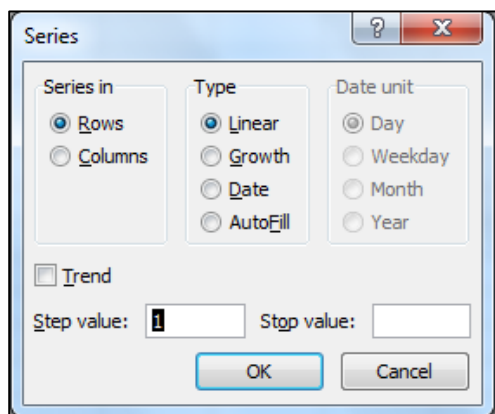 Series
?
Series in
Type
Date unit
Rows
Linear
Day
Columns
Growth
Weekday
Date
Month
AutoFill
Year
Trend
Step value:
1
Stop value:
OK
Cancel